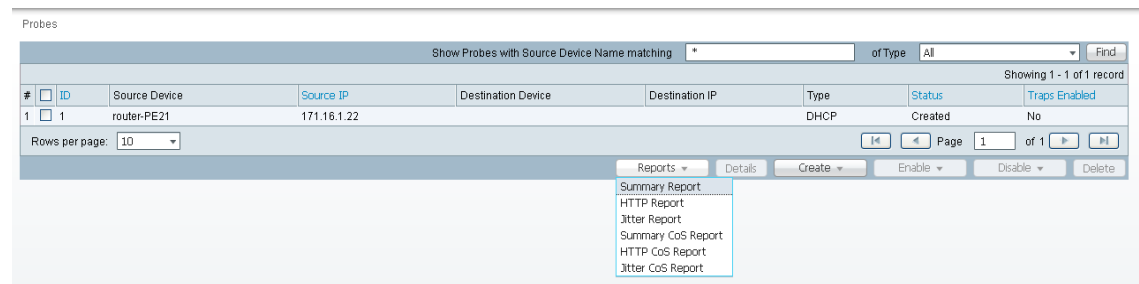 Probes
Show Probes with Source Device Name matching * of Type All Find
Showing 1 - 1 of 1 record
# ID Source Device Source IP Destination Device Destination IP Type Status Traps Enabled
1 1 router-PE21 171.16.1.22 DHCP Created No
Rows per page: 10 Page 1 of 1
Reports Details Create Enable Disable Delete
Summary Report
HTTP Report
Jitter Report
Summary CoS Report
HTTP CoS Report
Jitter CoS Report